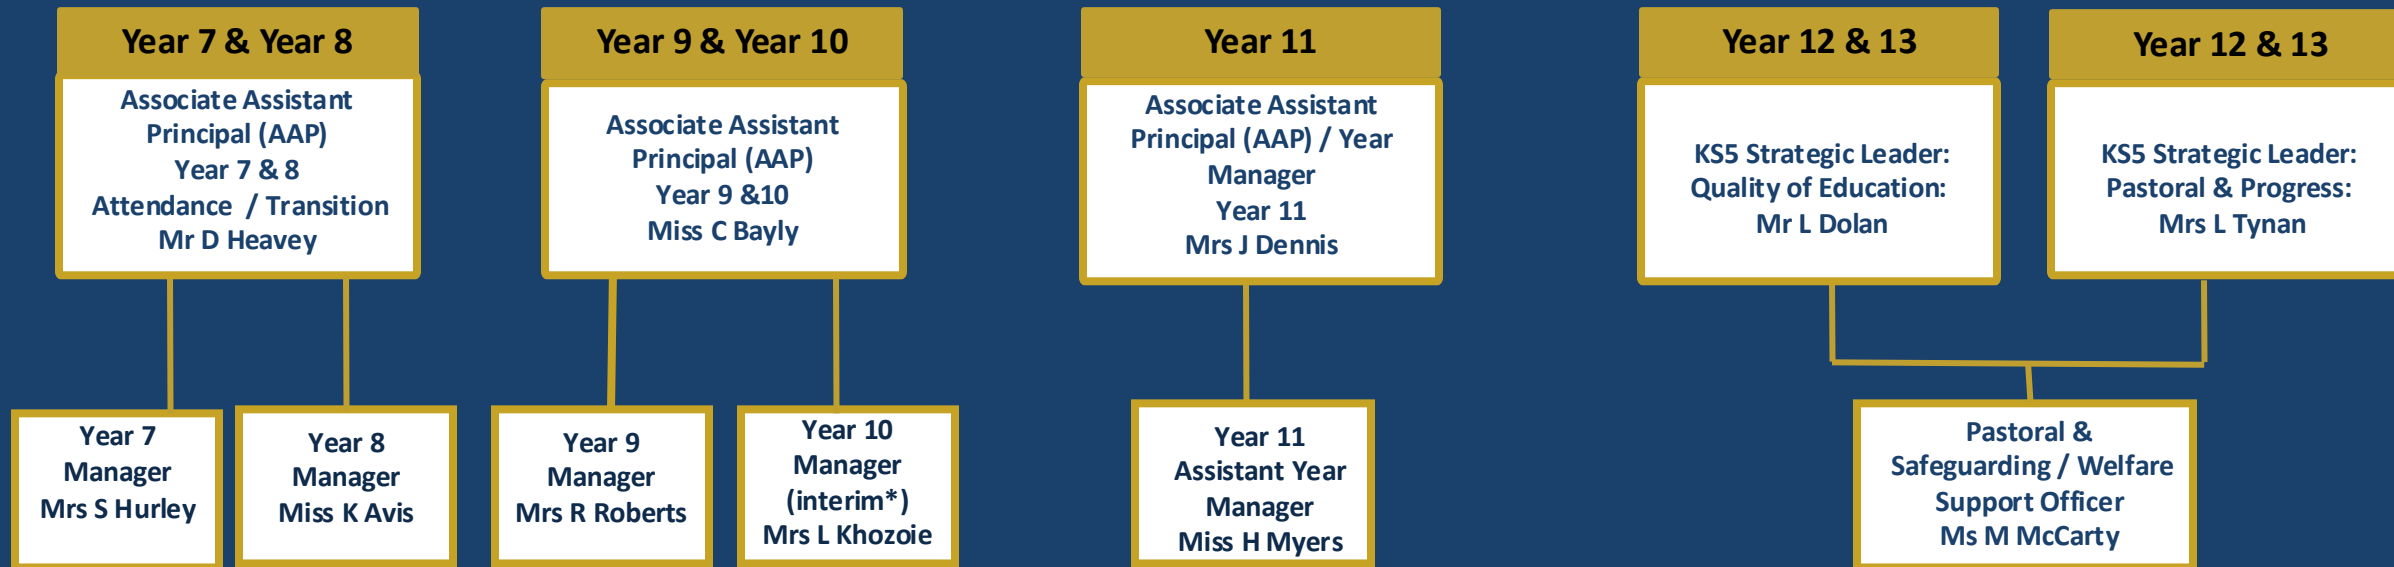 Year 7 & Year 8
Associate Assistant
Principal (AAP)
Year 7 & 8
Attendance / Transition
Mr D Heavey
Year 7
Manager
Mrs S Hurley
Year 8
Manager
Miss K Avis
Year 9 & Year 10
Associate Assistant
Principal (AAP)
Year 9 &10
Miss C Bayly
Year 9
Manager
Mrs R Roberts
Year 10
Manager
(interim*)
Mrs L Khozoie
Year 11
Associate Assistant
Principal (AAP) / Year
Manager
Year 11
Mrs J Dennis
Year 11
Assistant Year
Manager
Miss H Myers
Year 12 & 13
KS5 Strategic Leader:
Quality of Education:
Mr L Dolan
Year 12 & 13
KS5 Strategic Leader:
Pastoral & Progress:
Mrs L Tynan
Pastoral &
Safeguarding / Welfare
Support Officer
Ms M McCarty